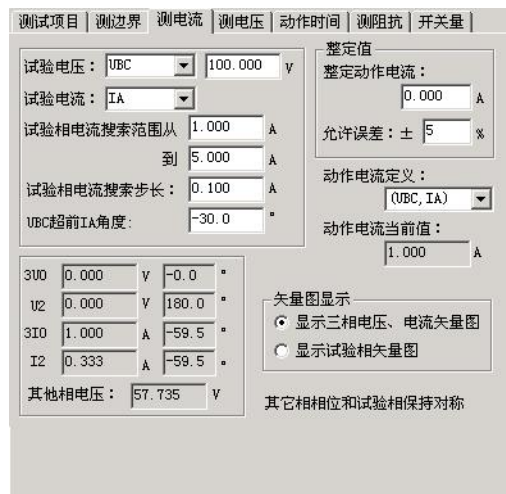 测试项目 测边界 测电流 测电压 动作时间 测阻抗 开关量
试验电压： UBC 100.000 V
试验电流： IA
试验相电流搜索范围从 1.000 A
到 5.000 A
试验相电流搜索步长： 0.100 A
UBC超前IA角度: -30.0 °
整定值
整定动作电流：
0.000 A
允许误差：± 5 %
动作电流定义：
(UBC,IA)
动作电流当前值：
1.000 A
3U0 0.000 V -0.0 °
U2 0.000 V 180.0 °
3I0 1.000 A -59.5 °
I2 0.333 A -59.5 °
其他相电压： 57.735 V
矢量图显示
显示三相电压、电流矢量图
显示试验相矢量图
其它相相位和试验相保持对称